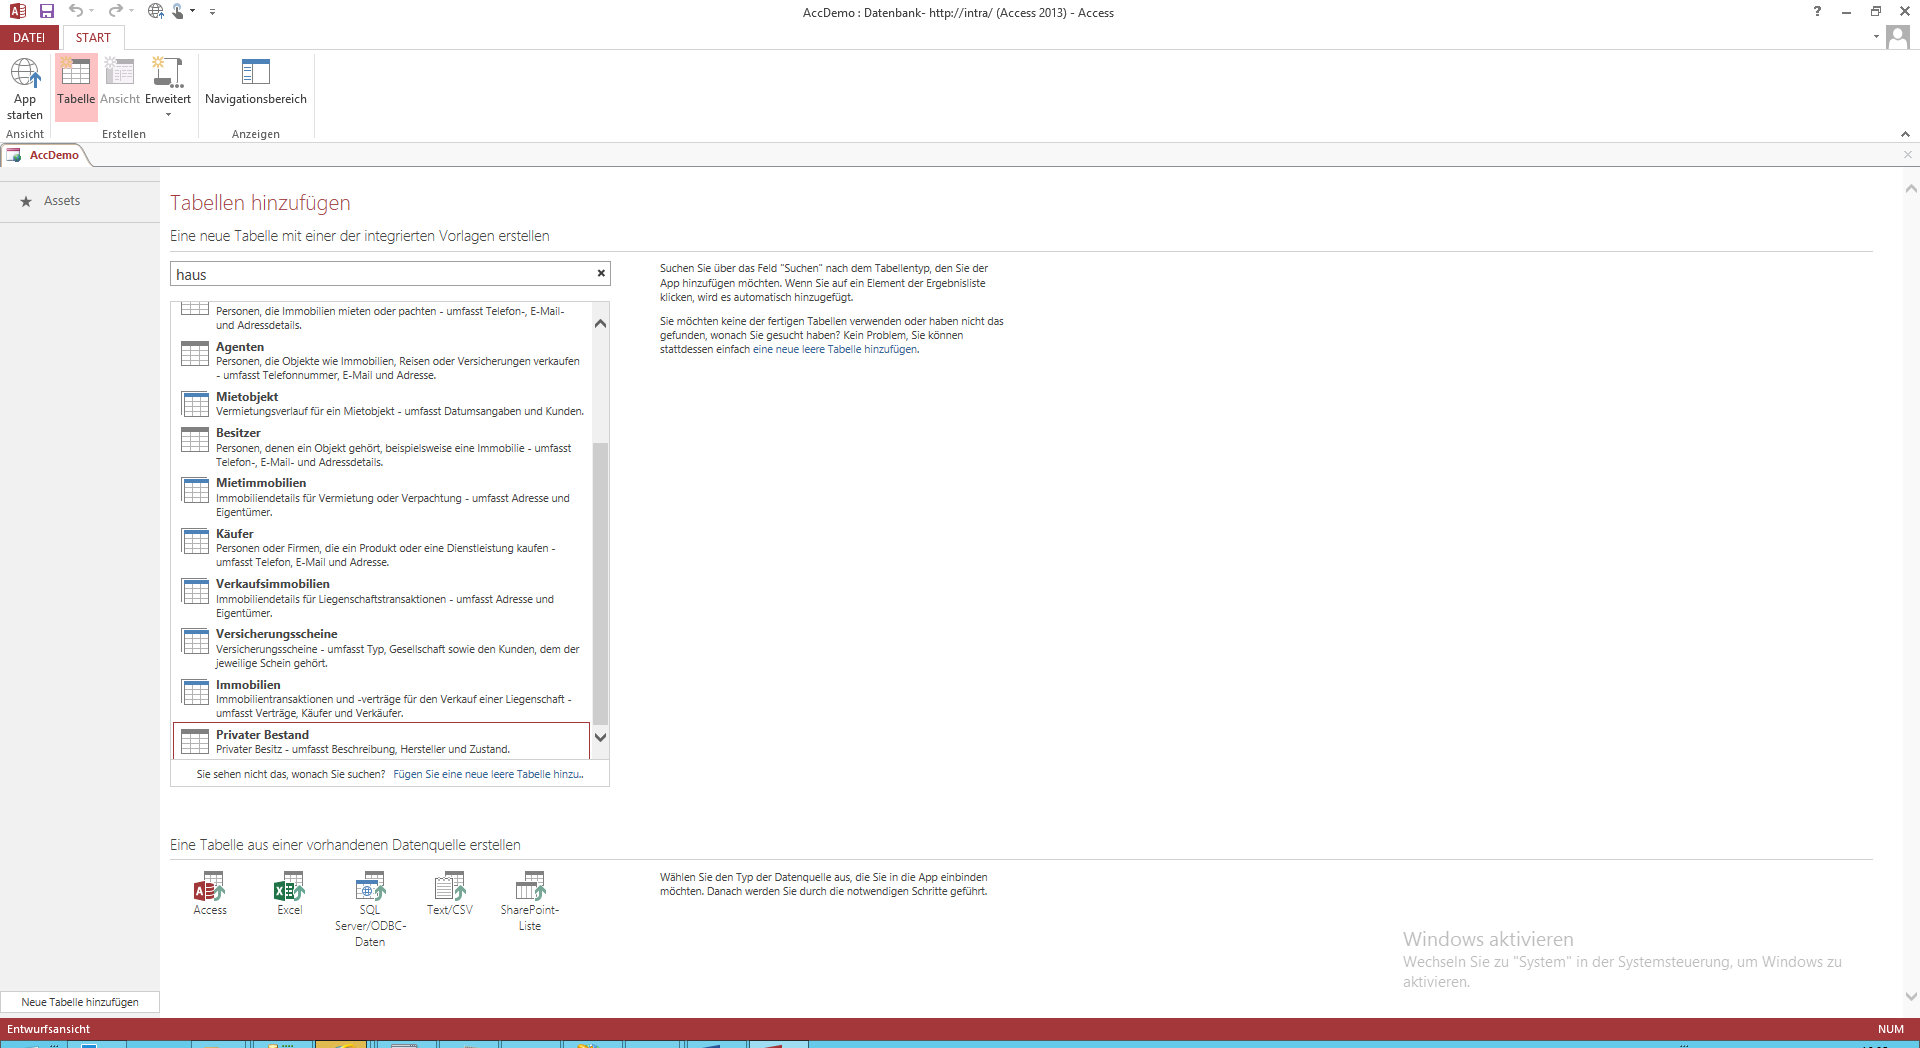 AccDemo : Datenbank- http://intra/ (Access 2013) - Access
?
DATEI
START
App starten
Tabelle
Ansicht
Erweitert
Navigationsbereich
Ansicht
Erstellen
Anzeigen
AccDemo
Assets
Tabellen hinzufügen
Eine neue Tabelle mit einer der integrierten Vorlagen erstellen
haus
Suchen Sie über das Feld "Suchen" nach dem Tabellentyp, den Sie der
App hinzufügen möchten. Wenn Sie auf ein Element der Ergebnisliste
klicken, wird es automatisch hinzugefügt.
Sie möchten keine der fertigen Tabellen verwenden oder haben nicht das
gefunden, wonach Sie gesucht haben? Kein Problem, Sie können
stattdessen einfach eine neue leere Tabelle hinzufügen.
Personen, die Immobilien mieten oder pachten - umfasst Telefon-, E-Mail-
und Adressdetails.
Agenten
Personen, die Objekte wie Immobilien, Reisen oder Versicherungen verkaufen
- umfasst Telefonnummer, E-Mail und Adresse.
Mietobjekt
Vermietungsverlauf für ein Mietobjekt - umfasst Datumsangaben und Kunden.
Besitzer
Personen, denen ein Objekt gehört, beispielsweise eine Immobilie - umfasst
Telefon-, E-Mail- und Adressdetails.
Mietimmobilien
Immobiliendetails für Vermietung oder Verpachtung - umfasst Adresse und
Eigentümer.
Käufer
Personen oder Firmen, die ein Produkt oder eine Dienstleistung kaufen -
umfasst Telefon, E-Mail und Adresse.
Verkaufsimmobilien
Immobiliendetails für Liegenschaftstransaktionen - umfasst Adresse und
Eigentümer.
Versicherungsscheine
Versicherungsscheine - umfasst Typ, Gesellschaft sowie den Kunden, dem der
jeweilige Schein gehört.
Immobilien
Immobilientransaktionen und -verträge für den Verkauf einer Liegenschaft -
umfasst Verträge, Käufer und Verkäufer.
Privater Bestand
Privater Besitz - umfasst Beschreibung, Hersteller und Zustand.
Sie sehen nicht das, wonach Sie suchen? Fügen Sie eine neue leere Tabelle hinzu..
Eine Tabelle aus einer vorhandenen Datenquelle erstellen
Access
Excel
SQL
Server/ODBC-
Daten
Text/CSV
SharePoint-
Liste
Wählen Sie den Typ der Datenquelle aus, die Sie in die App einbinden
möchten. Danach werden Sie durch die notwendigen Schritte geführt.
Windows aktivieren
Wechseln Sie zu "System" in der Systemsteuerung, um Windows zu
aktivieren.
Neue Tabelle hinzufügen
Entwurfsansicht
NUM